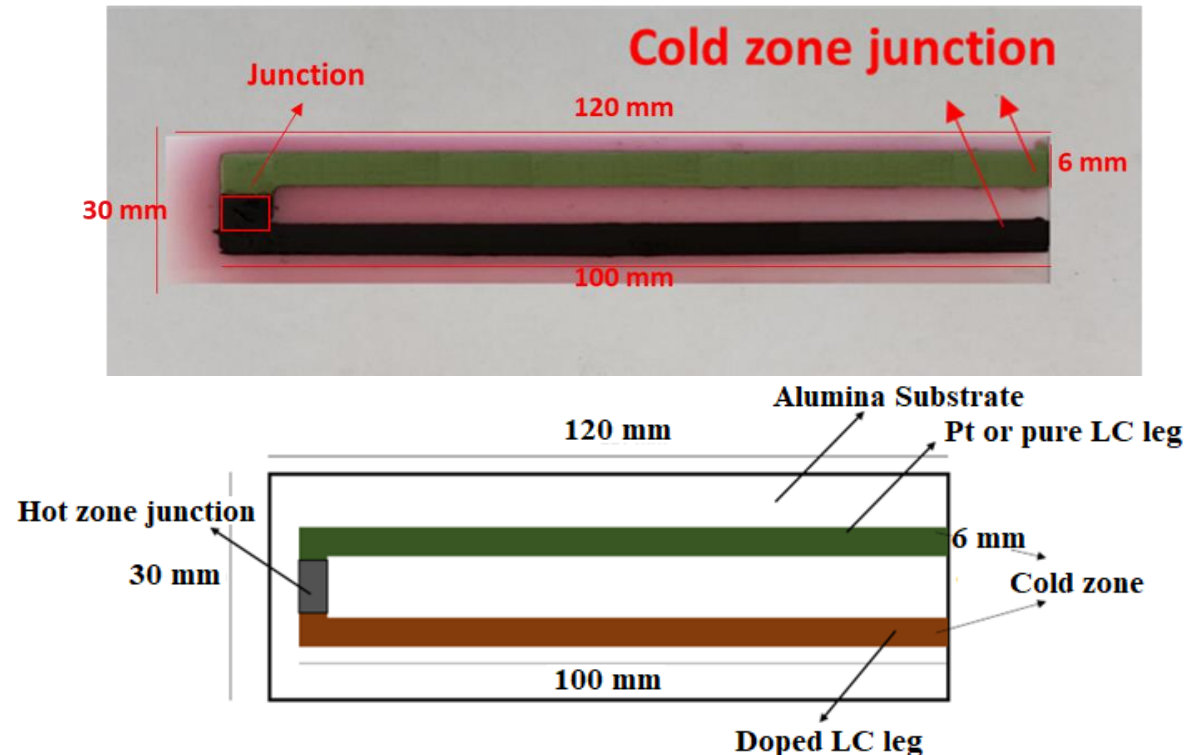 Cold zone junction
Junction
120 mm
6 mm
30 mm
100 mm
Alumina Substrate
120 mm
Pt or pure LC leg
Hot zone junction
6 mm
30 mm
Cold zone
100 mm
Doped LC leg